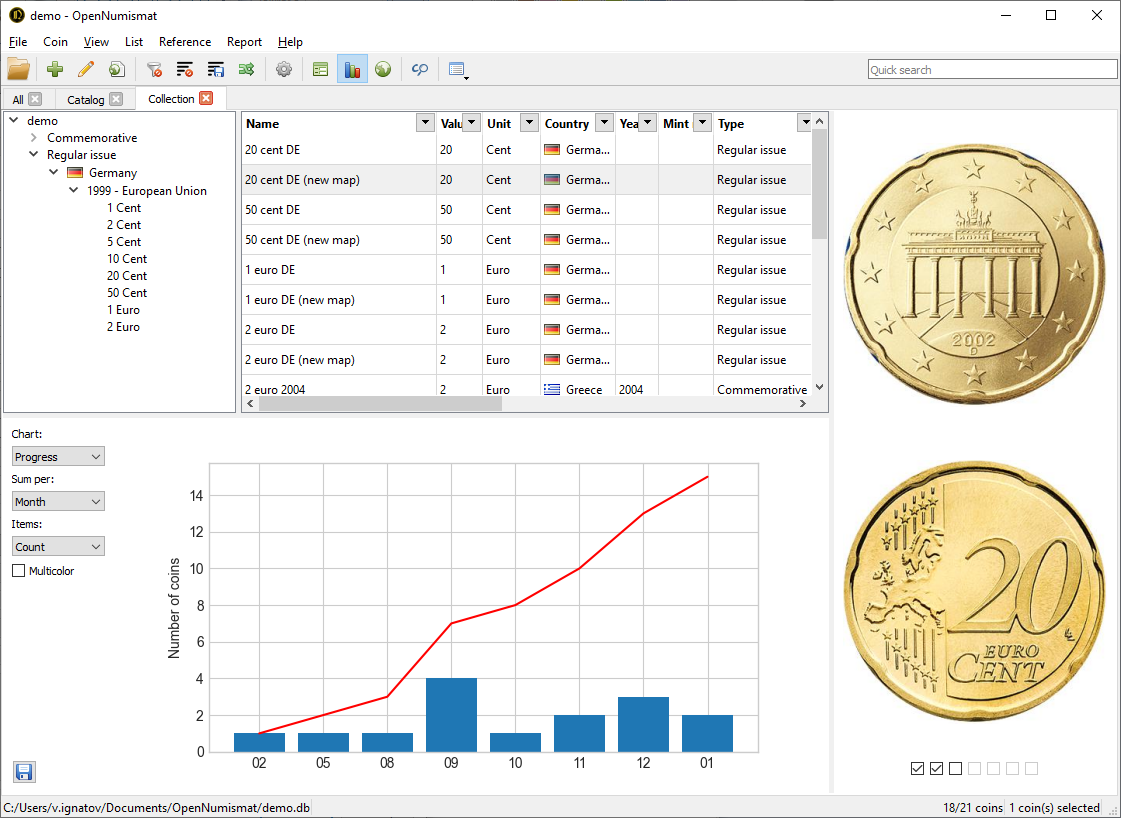 demo - OpenNumismat
File Coin View List Reference Report Help
Quick search
All Catalog Collection
demo
Commemorative
Regular issue
Germany
1999 - European Union
1 Cent
2 Cent
5 Cent
10 Cent
20 Cent
50 Cent
1 Euro
2 Euro
Name Valu Unit Country Yea Mint Type
20 cent DE 20 Cent Germa... Regular issue
20 cent DE (new map) 20 Cent Germa... Regular issue
50 cent DE 50 Cent Germa... Regular issue
50 cent DE (new map) 50 Cent Germa... Regular issue
1 euro DE 1 Euro Germa... Regular issue
1 euro DE (new map) 1 Euro Germa... Regular issue
2 euro DE 2 Euro Germa... Regular issue
2 euro DE (new map) 2 Euro Germa... Regular issue
2 euro 2004 2 Euro Greece 2004 Commemorative
2002
D
20
EURO
CENT
LL
Chart:
Progress
Sum per:
Month
Items:
Count
Multicolor
Number of coins
14
12
10
8
6
4
2
0
02 05 08 09 10 11 12 01
C:/Users/v.ignatov/Documents/OpenNumismat/demo.db
18/21 coins 1 coin(s) selected